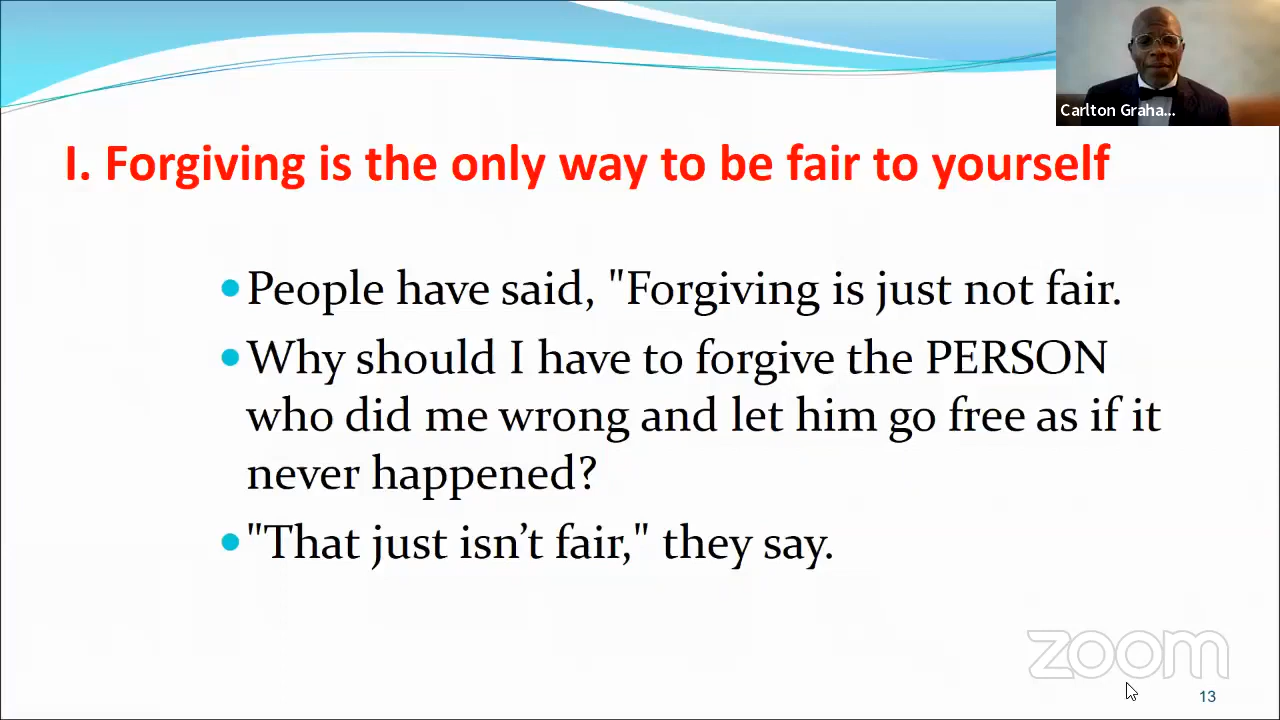 Carlton Graha...
I. Forgiving is the only way to be fair to yourself
People have said, "Forgiving is just not fair.
Why should I have to forgive the PERSON
who did me wrong and let him go free as if it
never happened?
"That just isn’t fair," they say.
zoom
13